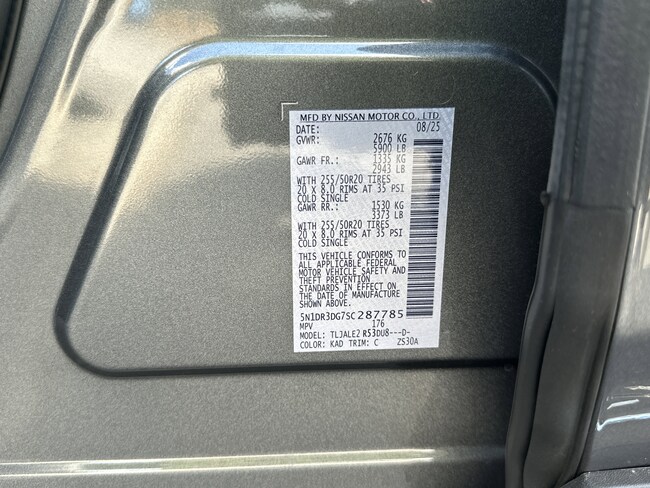 MFD BY NISSAN MOTOR CO., LTD
DATE: 08/25
GVWR: 2676 KG
5900 LB
GAWR FR.: 1335 KG
2943 LB
WITH 255/50R20 TIRES
20 X 8.0 RIMS AT 35 PSI
COLD SINGLE
GAWR RR.: 1530 KG
3373 LB
WITH 255/50R20 TIRES
20 X 8.0 RIMS AT 35 PSI
COLD SINGLE
THIS VEHICLE CONFORMS TO
ALL APPLICABLE FEDERAL
MOTOR VEHICLE SAFETY AND
THEFT PREVENTION
STANDARDS IN EFFECT ON
THE DATE OF MANUFACTURE
SHOWN ABOVE.
5N1DR3DG7SC287785
MPV 176
MODEL: TLJALE2 R53DU8---D-
COLOR: KAD TRIM: C ZS30A